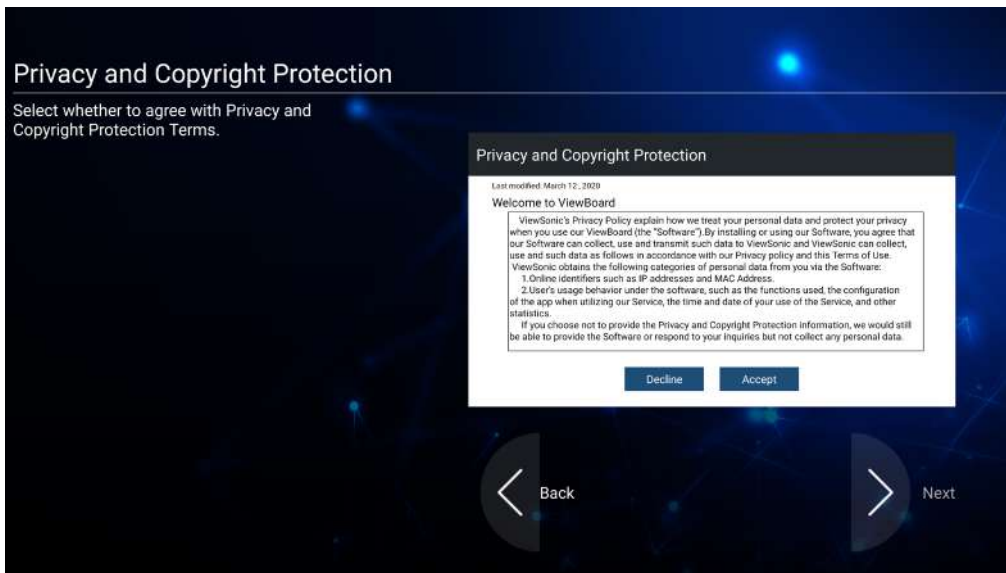 Privacy and Copyright Protection
Select whether to agree with Privacy and
Copyright Protection Terms.
Privacy and Copyright Protection
Last modified: March 12 , 2020
Welcome to ViewBoard
ViewSonic's Privacy Policy explain how we treat your personal data and protect your privacy
when you use our ViewBoard (the "Software").By installing or using our Software, you agree that
our Software can collect, use and transmit such data to ViewSonic and ViewSonic can collect,
use and such data as follows in accordance with our Privacy policy and this Terms of Use.
ViewSonic obtains the following categories of personal data from you via the Software:
1.Online identifiers such as IP addresses and MAC Address.
2.User's usage behavior under the software, such as the functions used, the configuration
of the app when utilizing our Service, the time and date of your use of the Service, and other
statistics.
If you choose not to provide the Privacy and Copyright Protection information, we would still
be able to provide the Software or respond to your inquiries but not collect any personal data.
Decline Accept
Back Next